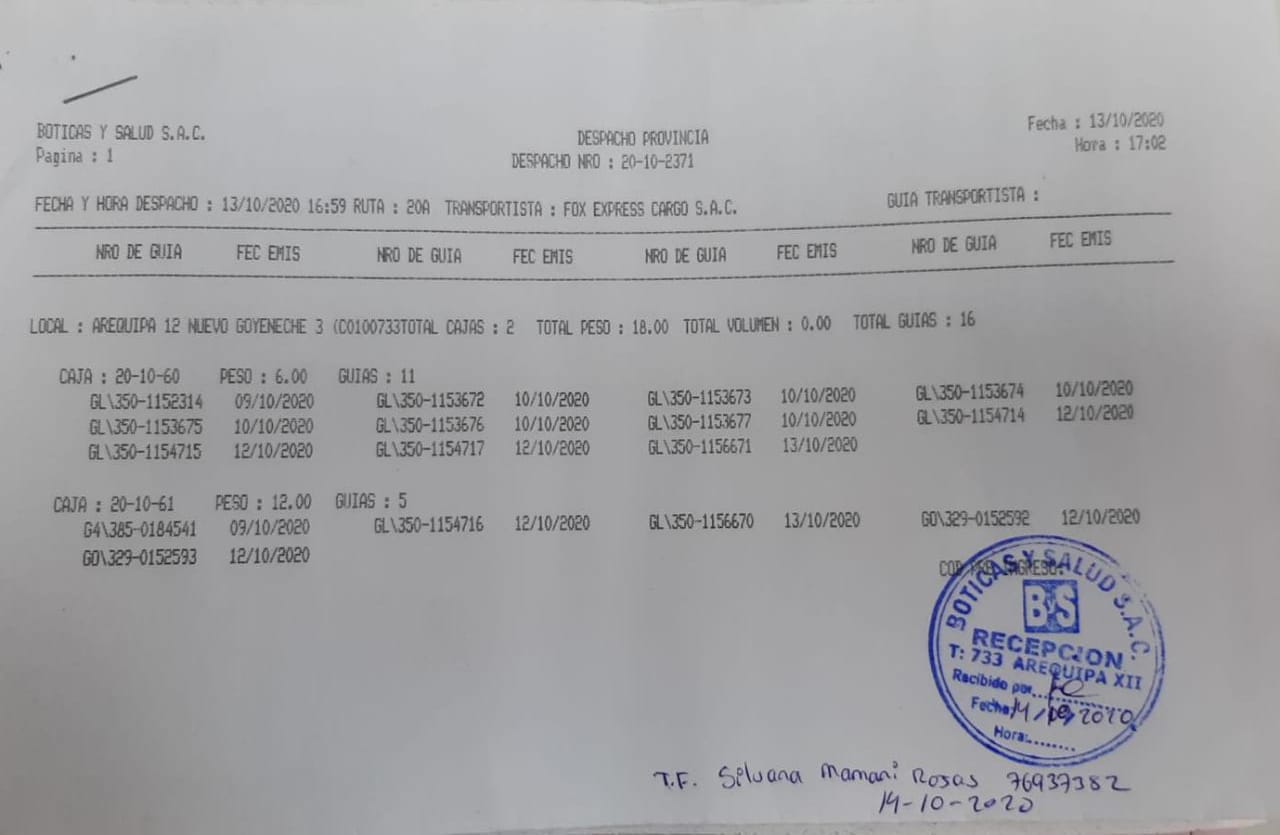 BOTICAS Y SALUD S.A.C.
Pagina : 1
DESPACHO PROVINCIA
DESPACHO NRO : 20-10-2371
Fecha : 13/10/2020
Hora : 17:02
FECHA Y HORA DESPACHO : 13/10/2020 16:59 RUTA : 20A TRANSPORTISTA : FOX EXPRESS CARGO S.A.C. GUIA TRANSPORTISTA :
NRO DE GUIA FEC EMIS NRO DE GUIA FEC EMIS NRO DE GUIA FEC EMIS NRO DE GUIA FEC EMIS
LOCAL : AREQUIPA 12 NUEVO GOYENECHE 3 (C0100733TOTAL CAJAS : 2 TOTAL PESO : 18.00 TOTAL VOLUMEN : 0.00 TOTAL GUIAS : 16
CAJA : 20-10-60 PESO : 6.00 GUIAS : 11
GL\350-1152314 09/10/2020 GL\350-1153672 10/10/2020 GL\350-1153673 10/10/2020 GL\350-1153674 10/10/2020
GL\350-1153675 10/10/2020 GL\350-1153676 10/10/2020 GL\350-1153677 10/10/2020 GL\350-1154714 12/10/2020
GL\350-1154715 12/10/2020 GL\350-1154717 12/10/2020 GL\350-1156671 13/10/2020
CAJA : 20-10-61 PESO : 12.00 GUIAS : 5
G4\385-0184541 09/10/2020 GL\350-1154716 12/10/2020 GL\350-1156670 13/10/2020 GO\329-0152592 12/10/2020
GO\329-0152593 12/10/2020
COD PRE INGRESO:
BOTICAS Y SALUD S.A.C.
ByS
RECEPCION
T: 733 AREQUIPA XII
Recibido por
Fecha: 14/10/2020
Hora:
T.F. Silvana Mamani Rosas 76937382
14-10-2020